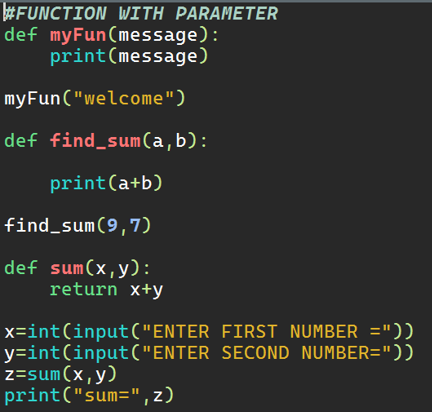 #FUNCTION WITH PARAMETER
def myFun(message):
    print(message)

myFun("welcome")

def find_sum(a,b):

    print(a+b)

find_sum(9,7)

def sum(x,y):
    return x+y

x=int(input("ENTER FIRST NUMBER ="))
y=int(input("ENTER SECOND NUMBER="))
z=sum(x,y)
print("sum=",z)